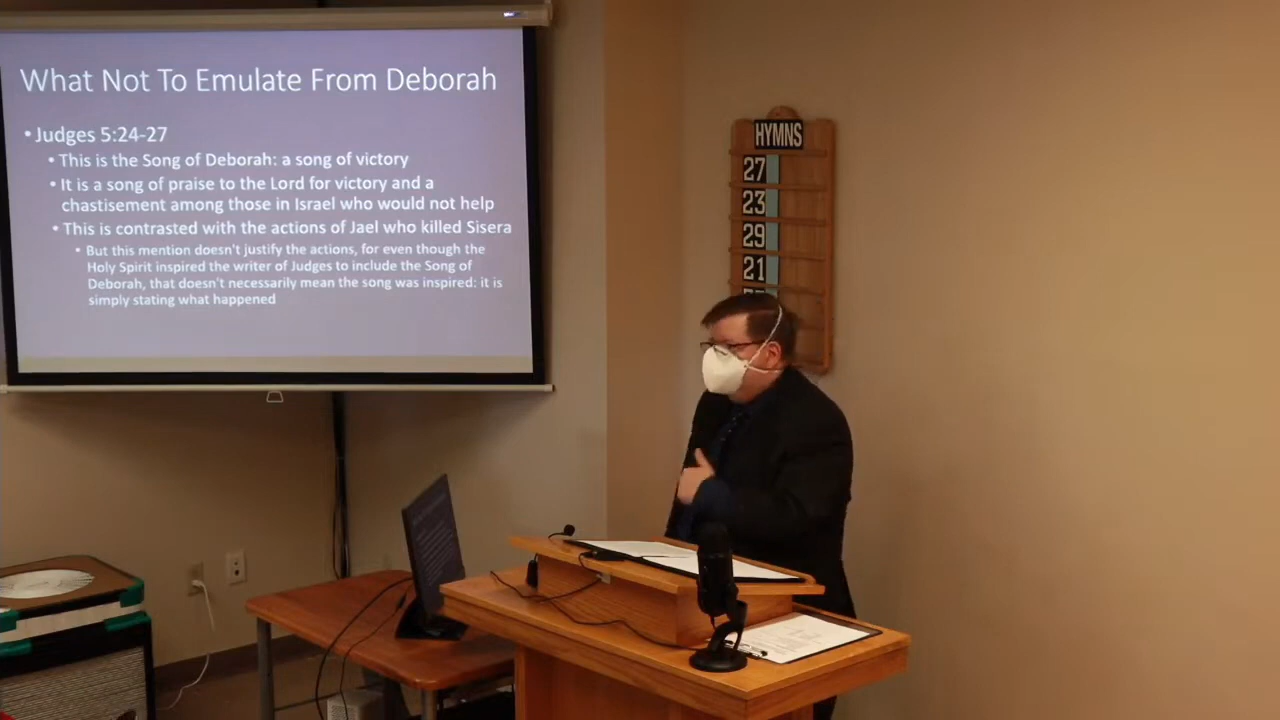 What Not To Emulate From Deborah
• Judges 5:24-27
• This is the Song of Deborah: a song of victory
• It is a song of praise to the Lord for victory and a
chastisement among those in Israel who would not help
• This is contrasted with the actions of Jael who killed Sisera
• But this mention doesn't justify the actions, for even though the
Holy Spirit inspired the writer of Judges to include the Song of
Deborah, that doesn't necessarily mean the song was inspired: it is
simply stating what happened
HYMNS
27
23
29
21